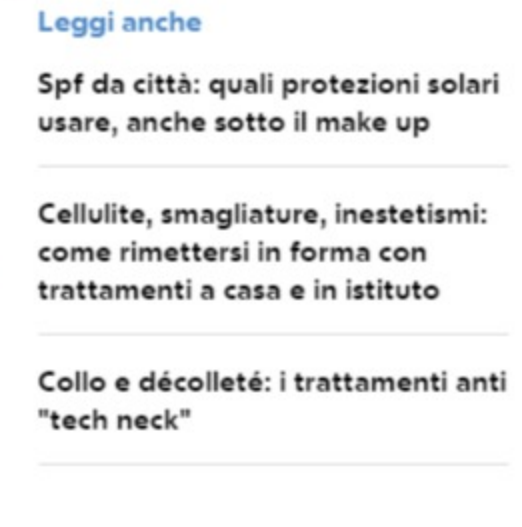 Leggi anche
Spf da città: quali protezioni solari
usare, anche sotto il make up
Cellulite, smagliature, inestetismi:
come rimettersi in forma con
trattamenti a casa e in istituto
Collo e décolleté: i trattamenti anti
"tech neck"